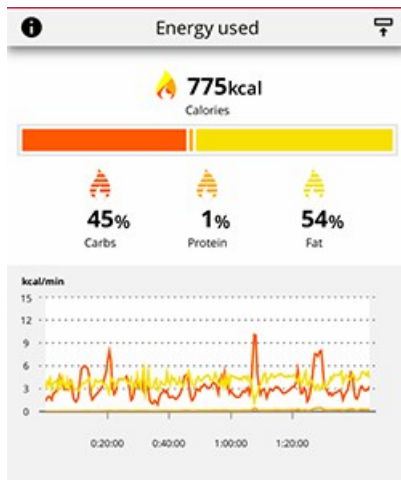 Energy used
775kcal
Calories
45% 1% 54%
Carbs Protein Fat
kcal/min
15
12
9
6
3
0
0:20:00 0:40:00 1:00:00 1:20:00